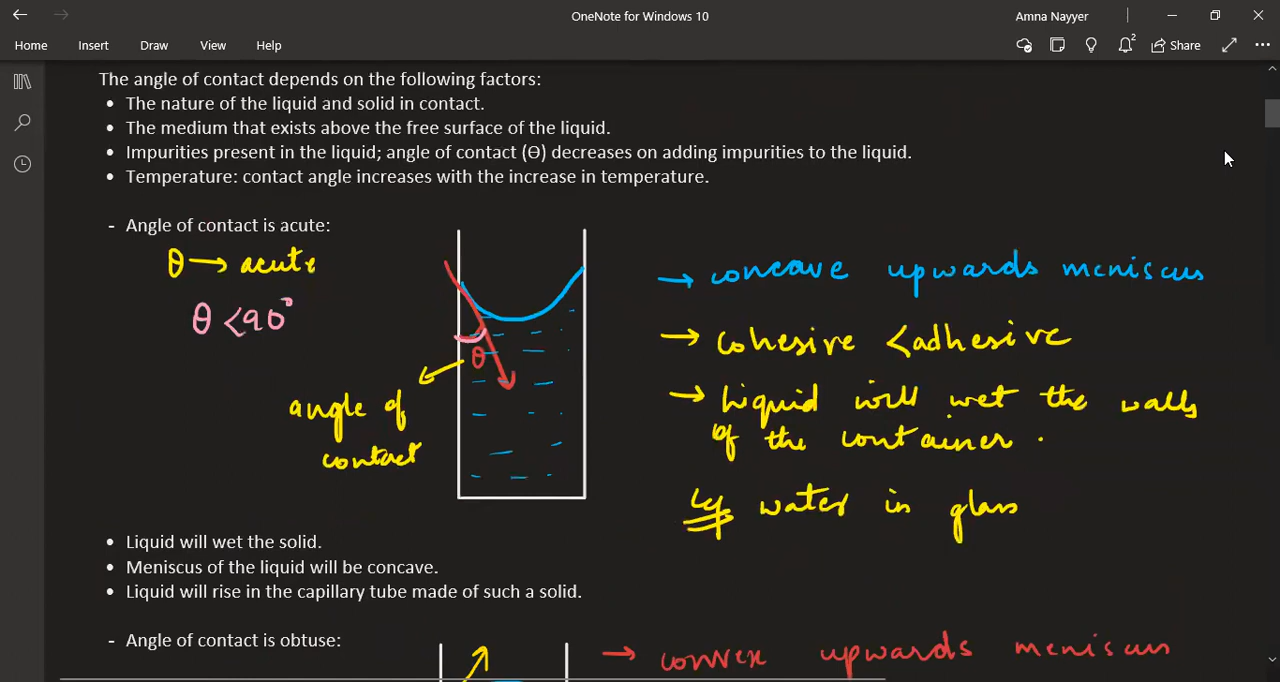 OneNote for Windows 10
Amna Nayyer
Home Insert Draw View Help
2 Share
The angle of contact depends on the following factors:
• The nature of the liquid and solid in contact.
• The medium that exists above the free surface of the liquid.
• Impurities present in the liquid; angle of contact (Θ) decreases on adding impurities to the liquid.
• Temperature: contact angle increases with the increase in temperature.
- Angle of contact is acute:
θ → acute
θ < 90°
θ
angle of
contact
→ concave upwards meniscus
→ cohesive < adhesive
→ Liquid will wet the walls
of the container.
eg water in glass
• Liquid will wet the solid.
• Meniscus of the liquid will be concave.
• Liquid will rise in the capillary tube made of such a solid.
- Angle of contact is obtuse:
→ convex upwards meniscus